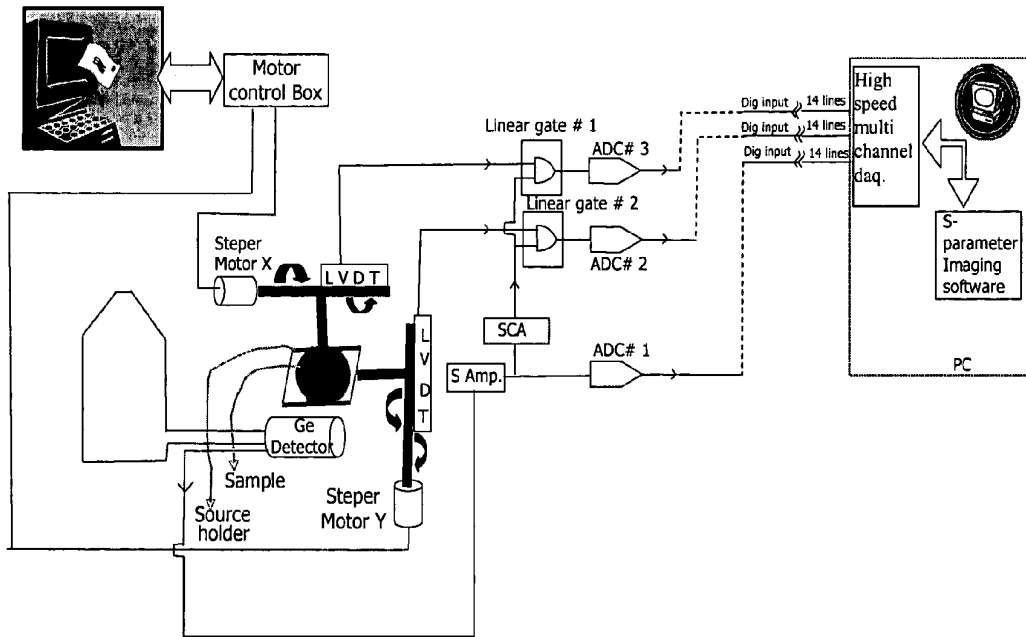 Motor
control Box
Linear gate # 1
ADC# 3
Linear gate # 2
ADC# 2
Dig input 14 lines
Dig input 14 lines
Dig input 14 lines
High
speed
multi
channel
daq.
S-
parameter
Imaging
software
PC
Steper
Motor X
L V D T
L
V
D
T
SCA
S Amp.
ADC# 1
Ge
Detector
Sample
Source
holder
Steper
Motor Y